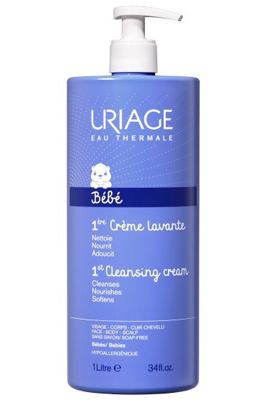 URIAGE
EAU THERMALE
Bébé
1ère Crème lavante
Nettoie
Nourrit
Adoucit
1st Cleansing cream
Cleanses
Nourishes
Softens
VISAGE - CORPS - CUIR CHEVELU
FACE - BODY - SCALP
SANS SAVON/ SOAP-FREE
Bébés/ Babies
HYPOALLERGÉNIQUE
1 Litre e 34fl.oz.